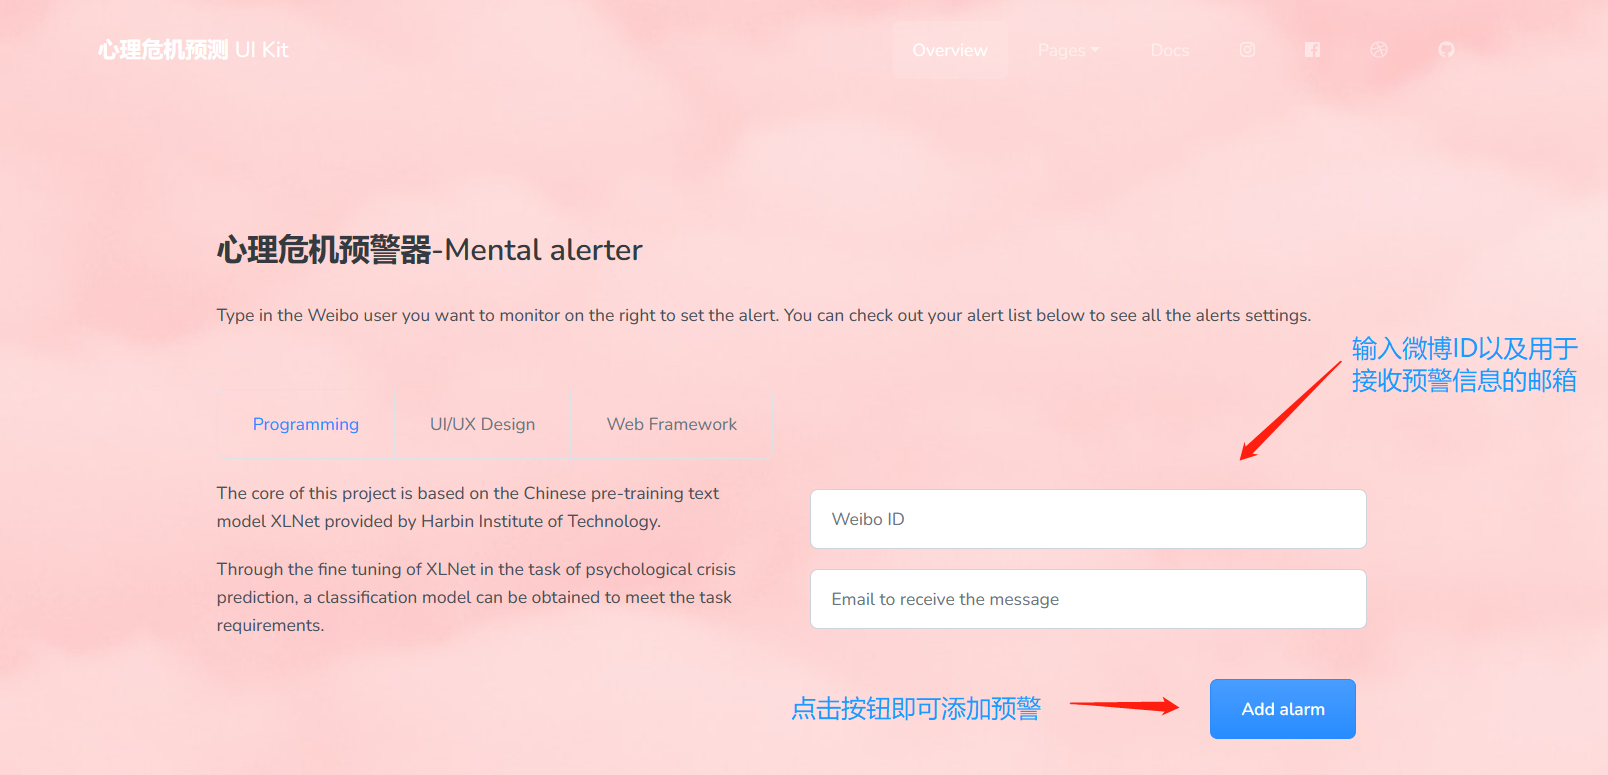 心理危机预测 UI Kit
Overview
Pages
Docs
心理危机预警器-Mental alerter
Type in the Weibo user you want to monitor on the right to set the alert. You can check out your alert list below to see all the alerts settings.
输入微博ID以及用于
接收预警信息的邮箱
Programming
UI/UX Design
Web Framework
The core of this project is based on the Chinese pre-training text
model XLNet provided by Harbin Institute of Technology.
Through the fine tuning of XLNet in the task of psychological crisis
prediction, a classification model can be obtained to meet the task
requirements.
Weibo ID
Email to receive the message
点击按钮即可添加预警
Add alarm